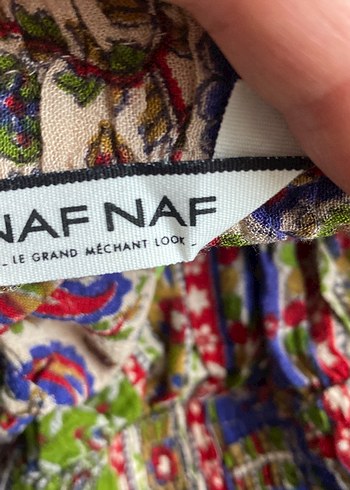 NAF NAF
- LE GRAND MÉCHANT LOOK -